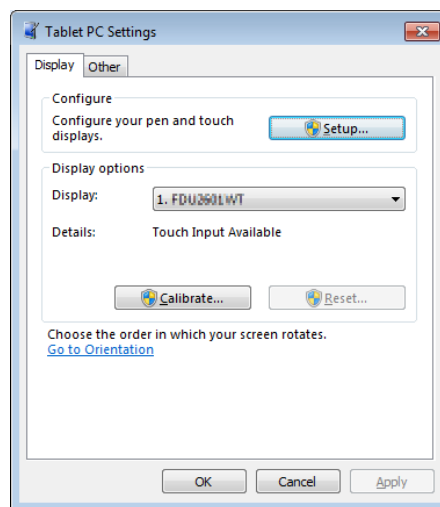 Tablet PC Settings
Display
Other
Configure
Configure your pen and touch
displays.
Setup...
Display options
Display:
1. FDU2601WT
Details:
Touch Input Available
Calibrate...
Reset...
Choose the order in which your screen rotates.
Go to Orientation
OK
Cancel
Apply